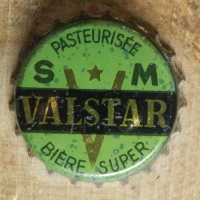 PASTEURISÉE
S M
V
VALSTAR
BIÈRE SUPER